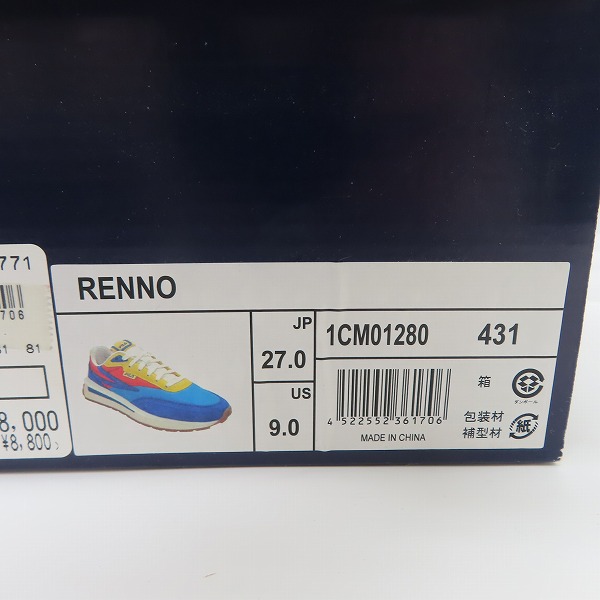 771
706
81
8,000
¥8,800)
RENNO
JP
27.0
US
9.0
1CM01280 431
4 522552 361706
MADE IN CHINA
箱
ダンボール
包装材
補型材
紙